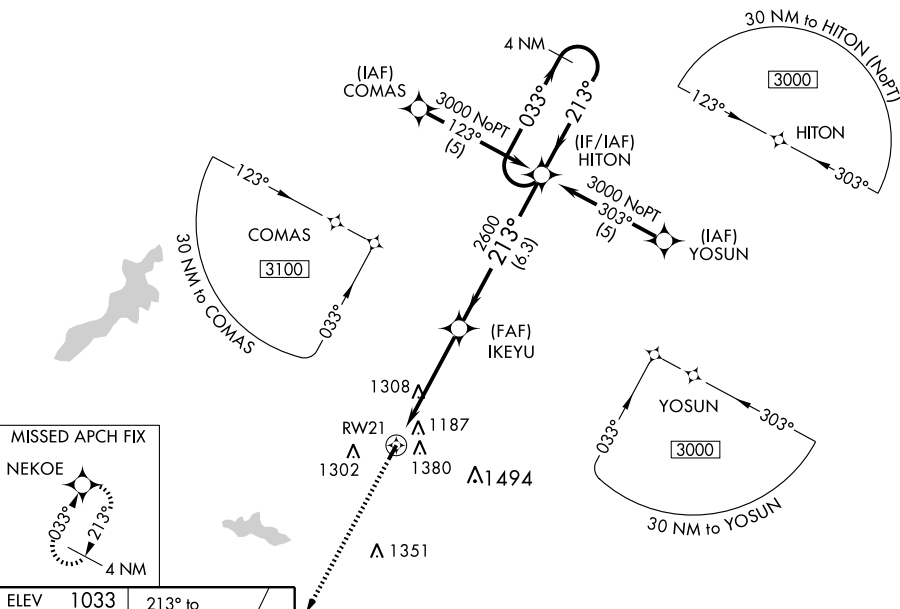 30 NM to HITON (NoPT)
3000
123°
HITON
303°
4 NM
033°
213°
(IAF)
COMAS
3000 NoPT
123°
(5)
(IF/IAF)
HITON
3000 NoPT
303°
(5)
(IAF)
YOSUN
123°
COMAS
3100
033°
30 NM to COMAS
2600
213°
(6.3)
(FAF)
IKEYU
1308
RW21
1187
1302
1380
1494
1351
YOSUN
303°
033°
3000
30 NM to YOSUN
MISSED APCH FIX
NEKOE
033°
213°
4 NM
ELEV 1033
213° to